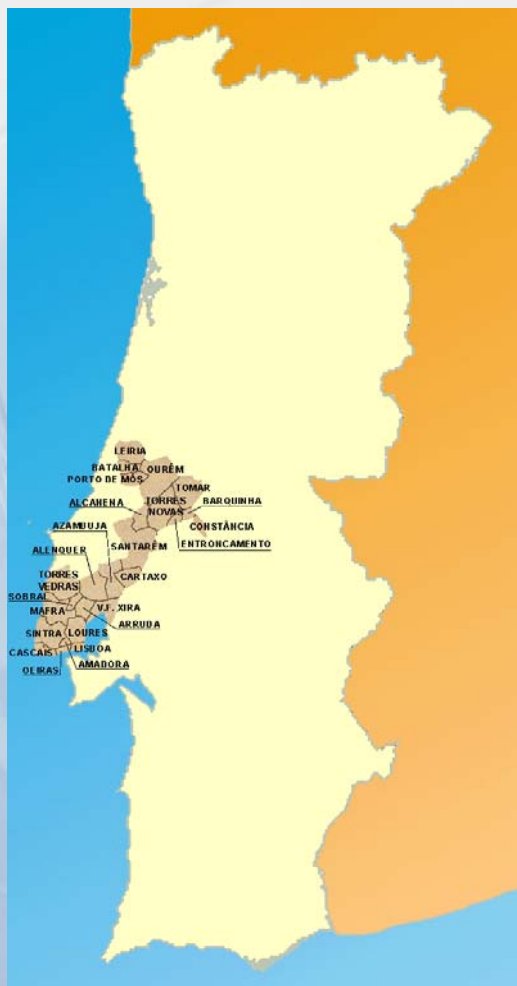 LEIRIA
BATALHA
OURÉM
PORTO DE MÓS
TOMAR
ALCANENA
TORRES
NOVAS
BARQUINHA
CONSTÂNCIA
AZAMBUJA
ENTRONCAMENTO
SANTARÉM
ALENQUER
CARTAXO
TORRES
VEDRAS
SOBRAL
MAFRA
V.F. XIRA
ARRUDA
SINTRA
LOURES
CASCAIS
LISBOA
AMADORA
OEIRAS